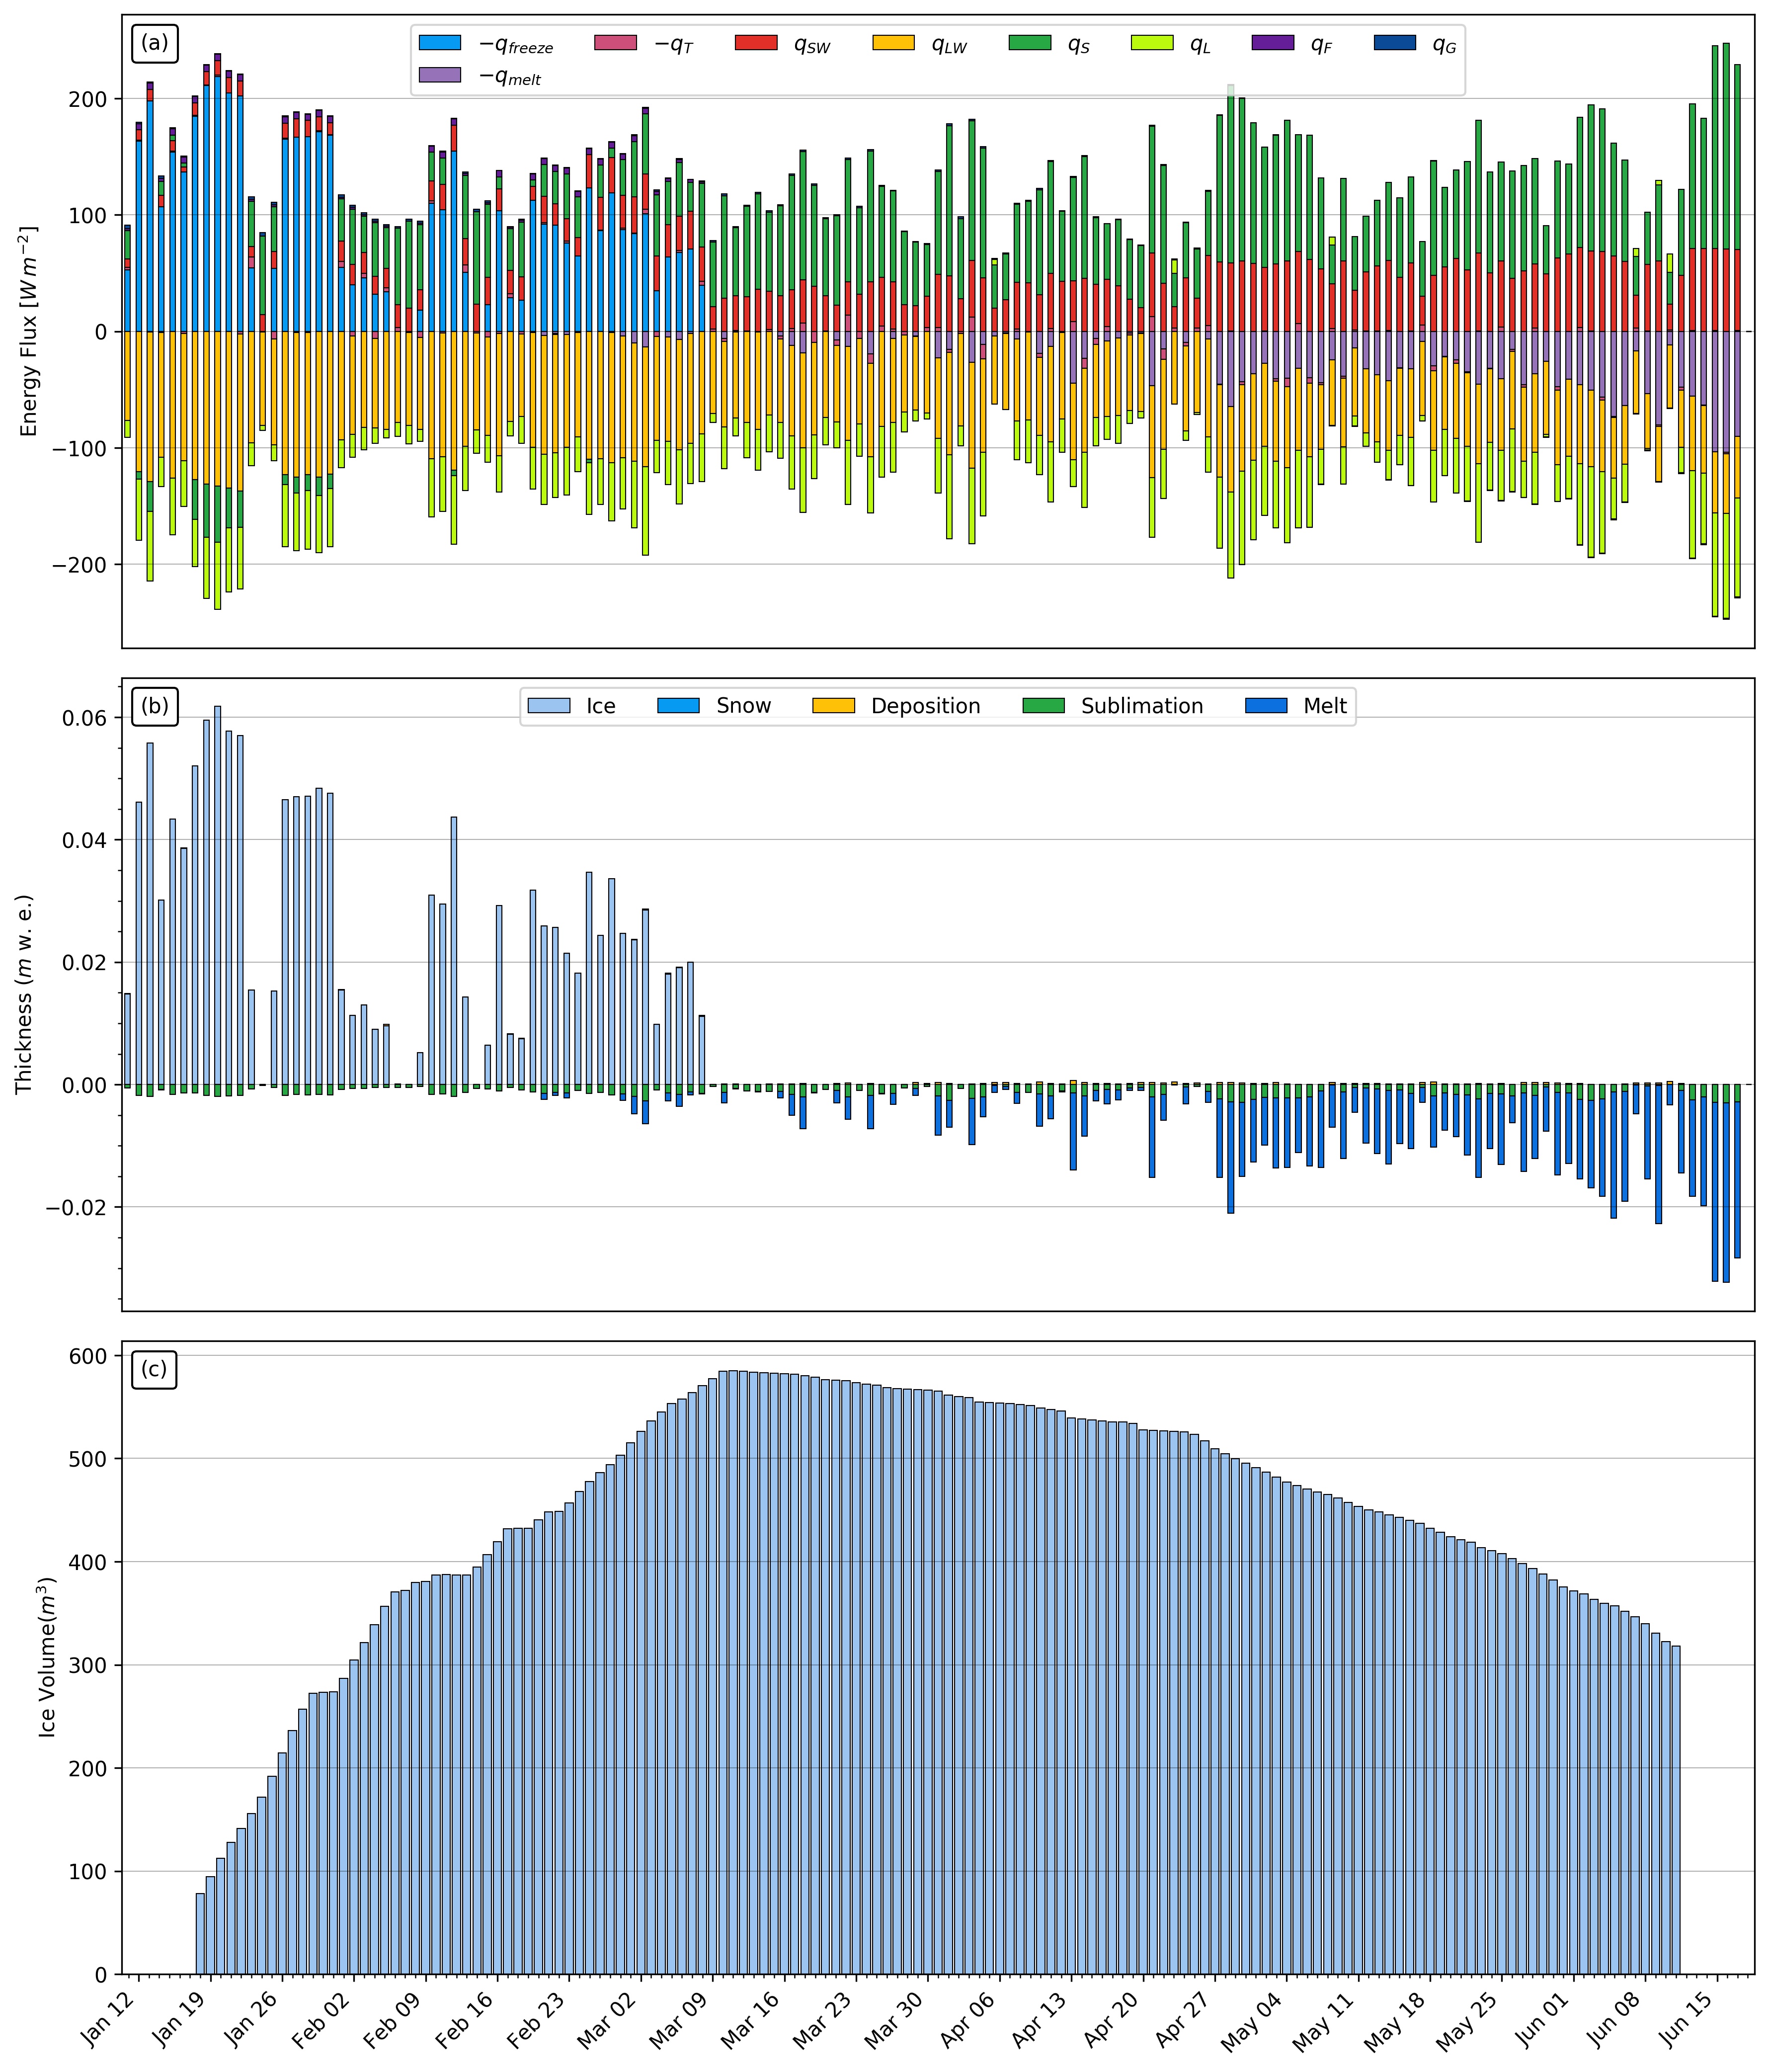 (a)
−q_freeze −q_T q_SW q_LW q_S q_L q_F q_G
−q_melt
Energy Flux [W m⁻²]
200
100
0
−100
−200
(b)
Ice Snow Deposition Sublimation Melt
Thickness (m w. e.)
0.06
0.04
0.02
0.00
−0.02
(c)
Ice Volume(m³)
600
500
400
300
200
100
0
Jan 12 Jan 19 Jan 26 Feb 02 Feb 09 Feb 16 Feb 23 Mar 02 Mar 09 Mar 16 Mar 23 Mar 30 Apr 06 Apr 13 Apr 20 Apr 27 May 04 May 11 May 18 May 25 Jun 01 Jun 08 Jun 15